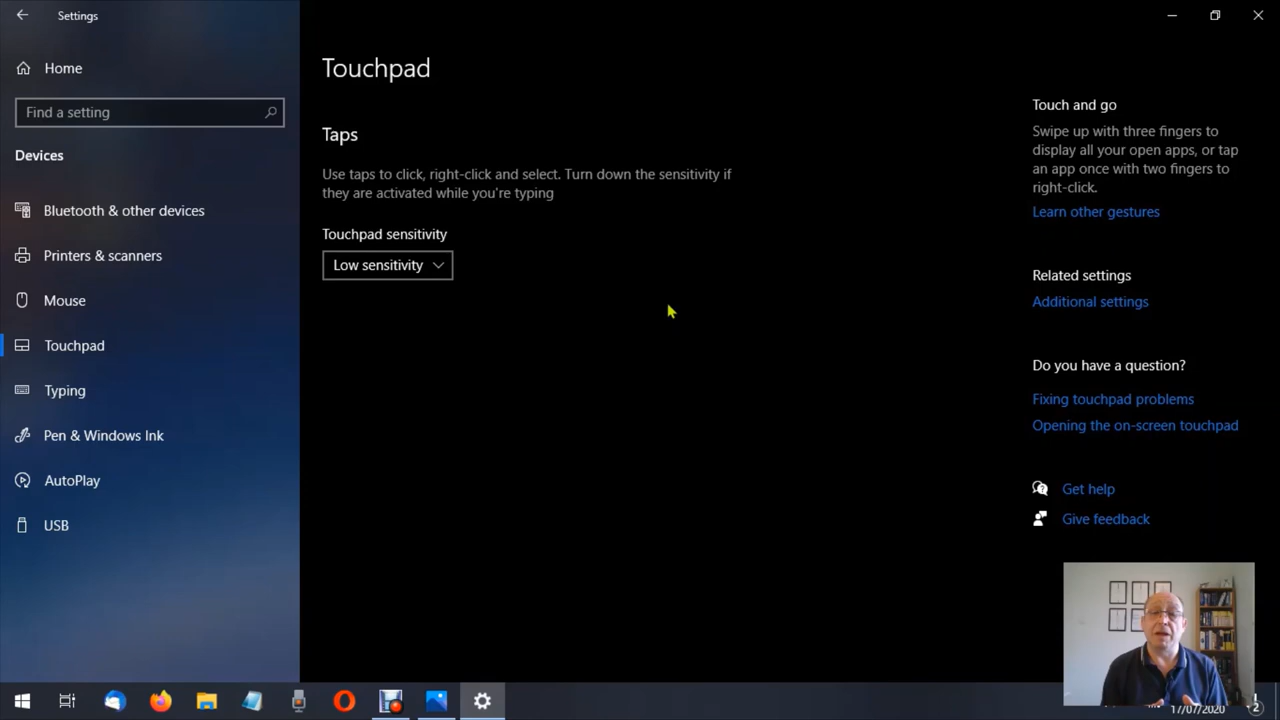 Settings
Home
Find a setting
Devices
Bluetooth & other devices
Printers & scanners
Mouse
Touchpad
Typing
Pen & Windows Ink
AutoPlay
USB
Touchpad
Taps
Use taps to click, right-click and select. Turn down the sensitivity if
they are activated while you're typing
Touchpad sensitivity
Low sensitivity
Touch and go
Swipe up with three fingers to
display all your open apps, or tap
an app once with two fingers to
right-click.
Learn other gestures
Related settings
Additional settings
Do you have a question?
Fixing touchpad problems
Opening the on-screen touchpad
Get help
Give feedback
17/07/2020
2